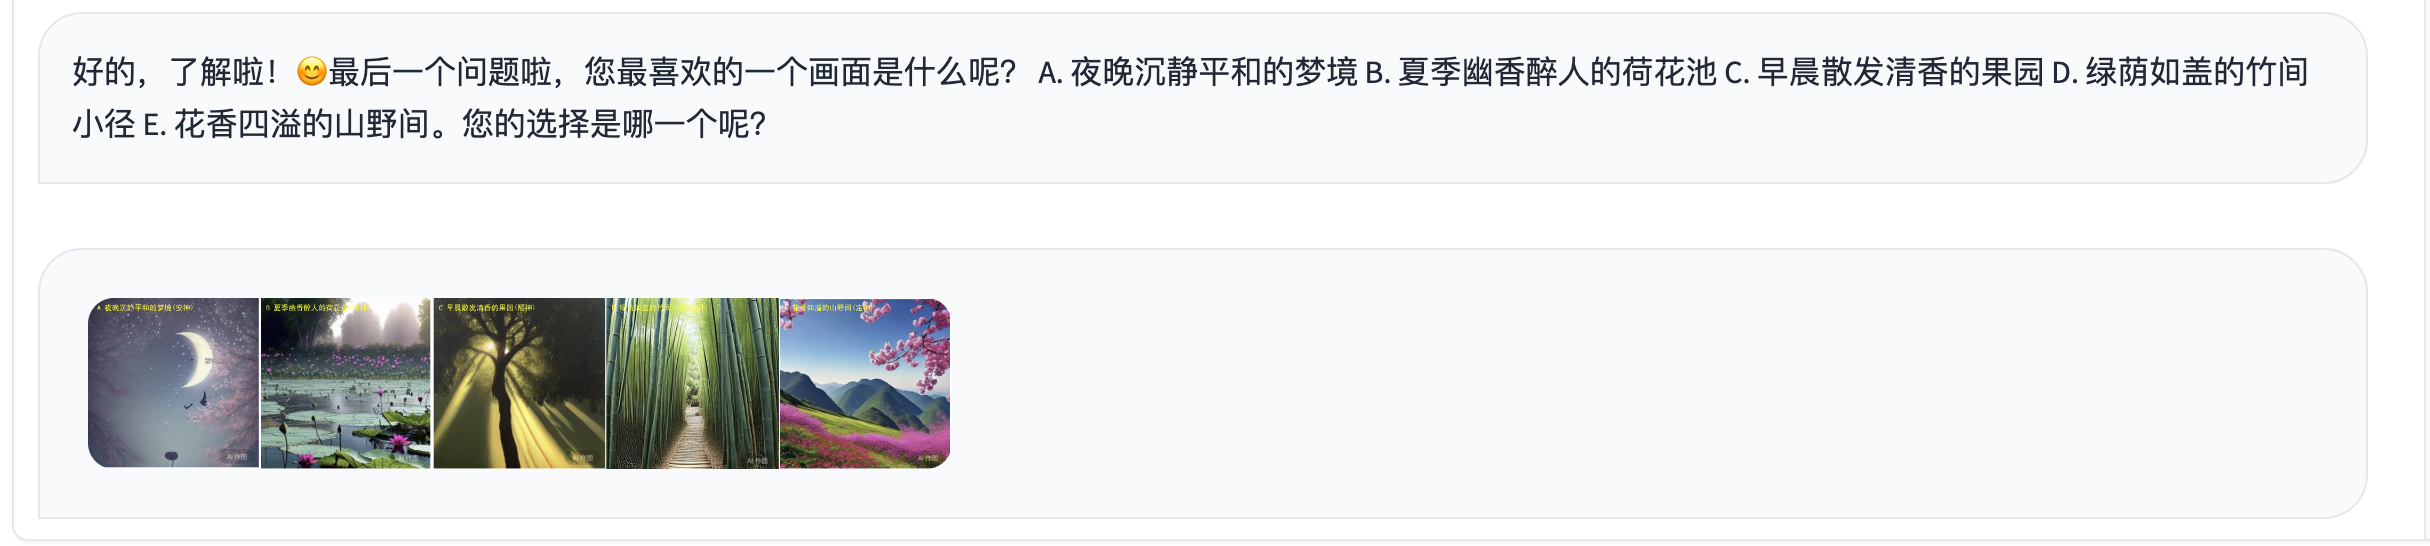 好的，了解啦！😊最后一个问题啦，您最喜欢的一个画面是什么呢？ A. 夜晚沉静平和的梦境 B. 夏季幽香醉人的荷花池 C. 早晨散发清香的果园 D. 绿荫如盖的竹间
小径 E. 花香四溢的山野间。您的选择是哪一个呢？
A 夜晚沉静平和的梦境(安神)
B 夏季幽香醉人的荷花
C 早晨散发清香的果园(醒神)
花香四溢的山野间
AI 作图
AI 作图
AI 作图
AI 作图
AI 作图